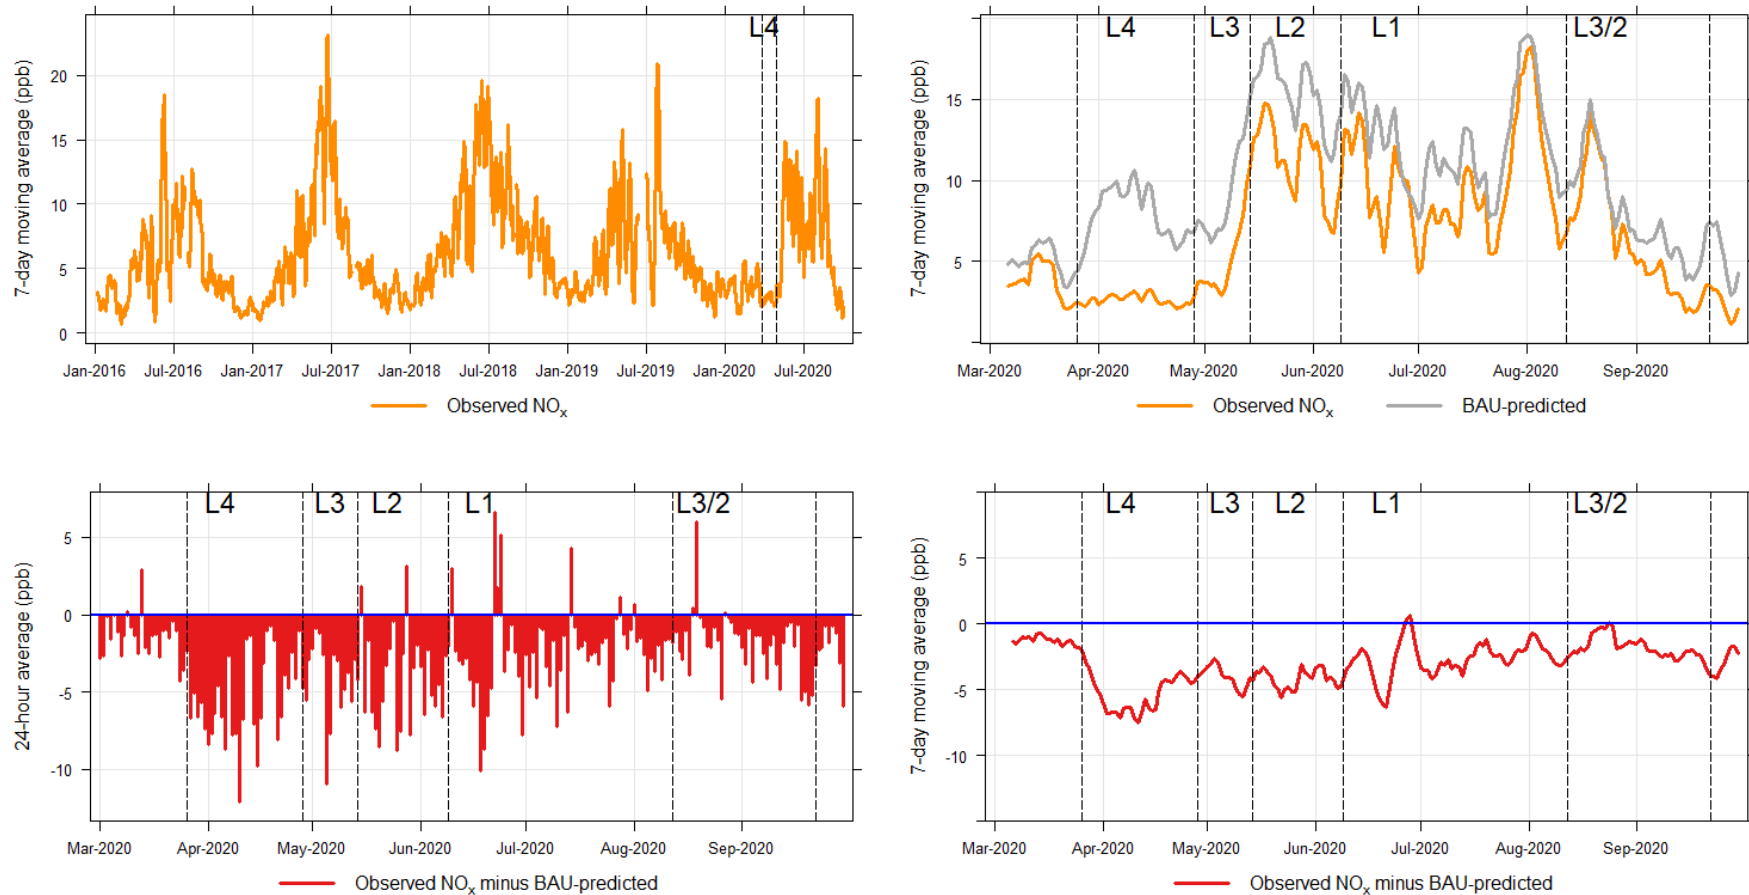 L4
7-day moving average (ppb)
20
15
10
5
0
Jan-2016 Jul-2016 Jan-2017 Jul-2017 Jan-2018 Jul-2018 Jan-2019 Jul-2019 Jan-2020 Jul-2020
Observed NOx
L4 L3 L2 L1 L3/2
7-day moving average (ppb)
15
10
5
Mar-2020 Apr-2020 May-2020 Jun-2020 Jul-2020 Aug-2020 Sep-2020
Observed NOx BAU-predicted
L4 L3 L2 L1 L3/2
24-hour average (ppb)
5
0
-5
-10
Mar-2020 Apr-2020 May-2020 Jun-2020 Jul-2020 Aug-2020 Sep-2020
Observed NOx minus BAU-predicted
L4 L3 L2 L1 L3/2
7-day moving average (ppb)
5
0
-5
-10
Mar-2020 Apr-2020 May-2020 Jun-2020 Jul-2020 Aug-2020 Sep-2020
Observed NOx minus BAU-predicted